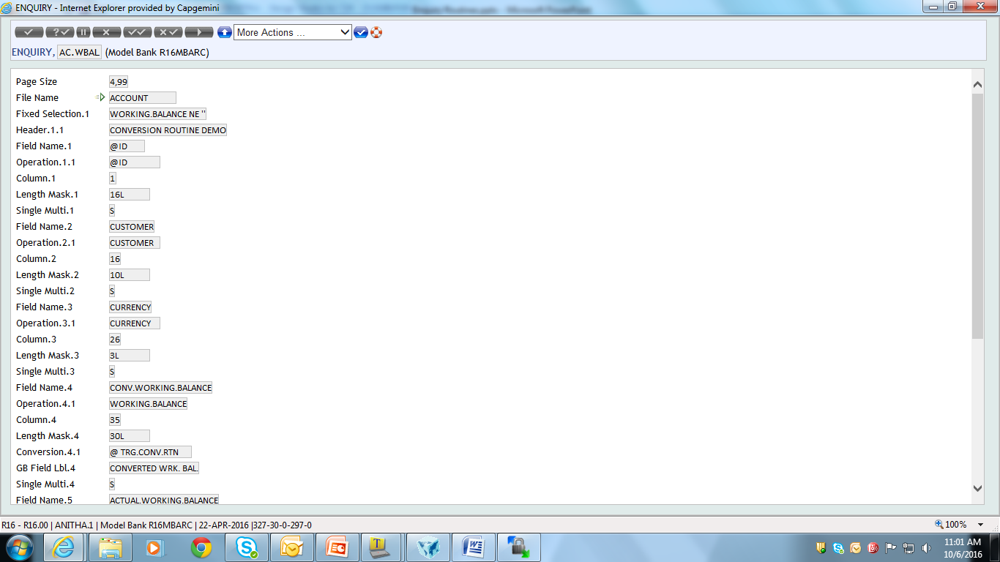 ENQUIRY - Internet Explorer provided by Capgemini
More Actions ...
ENQUIRY, AC.WBAL (Model Bank R16MBARC)
Page Size 4,99
File Name ACCOUNT
Fixed Selection.1 WORKING.BALANCE NE ''
Header.1.1 CONVERSION ROUTINE DEMO
Field Name.1 @ID
Operation.1.1 @ID
Column.1 1
Length Mask.1 16L
Single Multi.1 S
Field Name.2 CUSTOMER
Operation.2.1 CUSTOMER
Column.2 16
Length Mask.2 10L
Single Multi.2 S
Field Name.3 CURRENCY
Operation.3.1 CURRENCY
Column.3 26
Length Mask.3 3L
Single Multi.3 S
Field Name.4 CONV.WORKING.BALANCE
Operation.4.1 WORKING.BALANCE
Column.4 35
Length Mask.4 30L
Conversion.4.1 @ TRG.CONV.RTN
GB Field Lbl.4 CONVERTED WRK. BAL.
Single Multi.4 S
Field Name.5 ACTUAL.WORKING.BALANCE
R16 - R16.00 | ANITHA.1 | Model Bank R16MBARC | 22-APR-2016 |327-30-0-297-0
100%
11:01 AM
10/6/2016